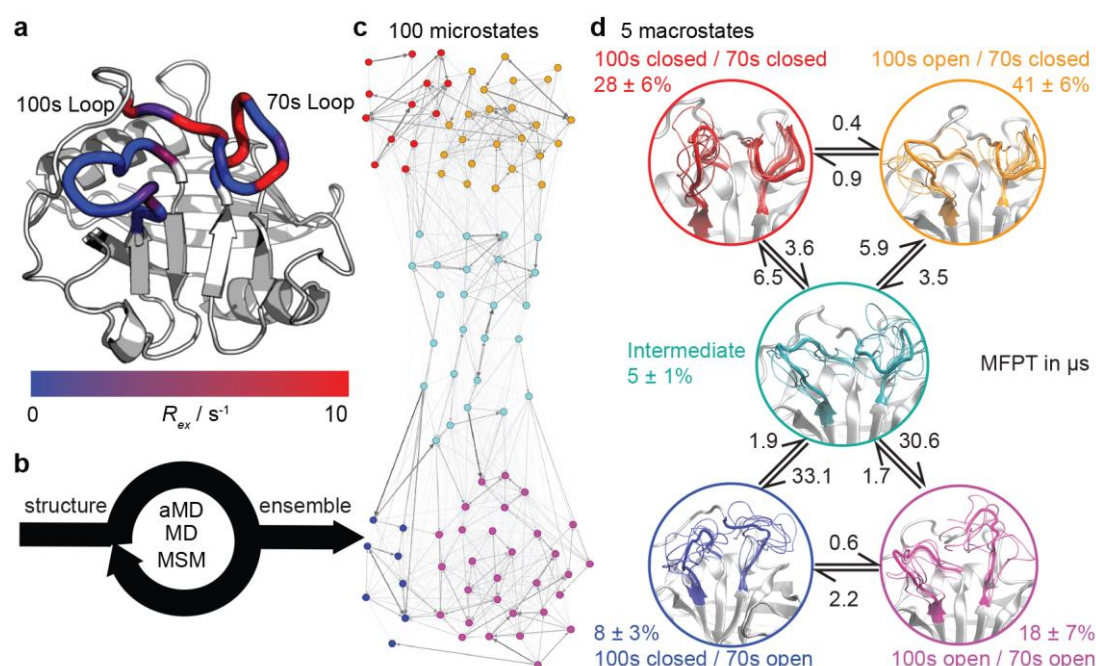 a
100s Loop
70s Loop
0
R_ex / s⁻¹
10
b
structure
aMD
MD
MSM
ensemble
c 100 microstates
d 5 macrostates
100s closed / 70s closed
28 ± 6%
100s open / 70s closed
41 ± 6%
0.4
0.9
3.6
6.5
5.9
3.5
Intermediate
5 ± 1%
MFPT in µs
1.9
33.1
30.6
1.7
0.6
2.2
8 ± 3%
100s closed / 70s open
18 ± 7%
100s open / 70s open